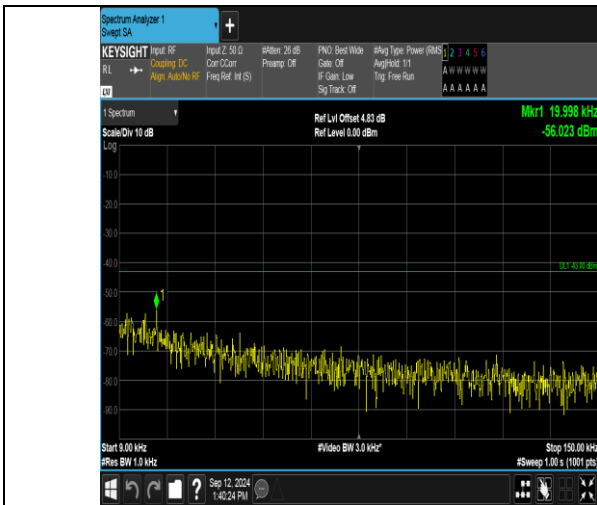 Spectrum Analyzer 1
Swept SA
+
KEYSIGHT
RL
LXI
Input: RF
Coupling: DC
Align: Auto/No RF
Input Z: 50 Ω
Corr CCorr
Freq Ref: Int (S)
#Atten: 26 dB
Preamp: Off
PNO: Best Wide
Gate: Off
IF Gain: Low
Sig Track: Off
#Avg Type: Power (RMS
Avg|Hold: 1/1
Trig: Free Run
1 2 3 4 5 6
A W W W W W
A A A A A A
1 Spectrum
Scale/Div 10 dB
Ref Lvl Offset 4.83 dB
Ref Level 0.00 dBm
Mkr1 19.998 kHz
-56.023 dBm
Log
-10.0
-20.0
-30.0
-40.0
DL1 -43.00 dBm
-50.0
1
-60.0
-70.0
-80.0
-90.0
Start 9.00 kHz
#Video BW 3.0 kHz*
Stop 150.00 kHz
#Res BW 1.0 kHz
#Sweep 1.00 s (1001 pts)
?
Sep 12, 2024
1:40:24 PM